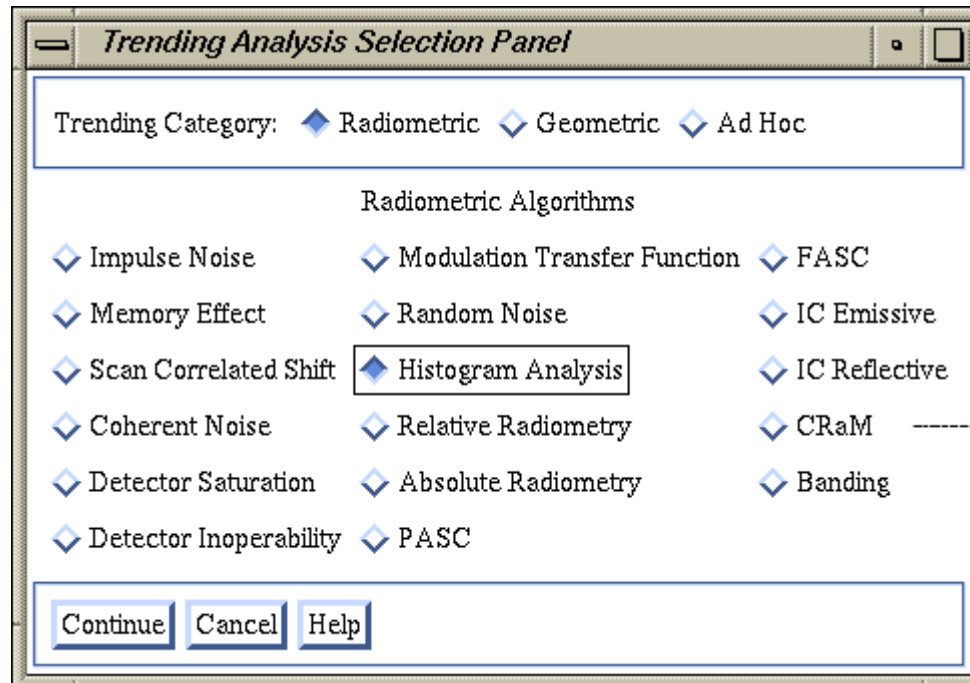 Trending Analysis Selection Panel
Trending Category: Radiometric Geometric Ad Hoc
Radiometric Algorithms
Impulse Noise Modulation Transfer Function FASC
Memory Effect Random Noise IC Emissive
Scan Correlated Shift Histogram Analysis IC Reflective
Coherent Noise Relative Radiometry CRaM ------
Detector Saturation Absolute Radiometry Banding
Detector Inoperability PASC
Continue Cancel Help